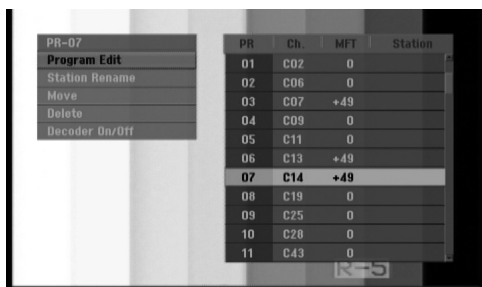 PR-07
Program Edit
Station Rename
Move
Delete
Decoder On/Off
PR Ch. MFT Station
01 C02 0
02 C06 0
03 C07 +49
04 C09 0
05 C11 0
06 C13 +49
07 C14 +49
08 C19 0
09 C25 0
10 C28 0
11 C43 0
R-5